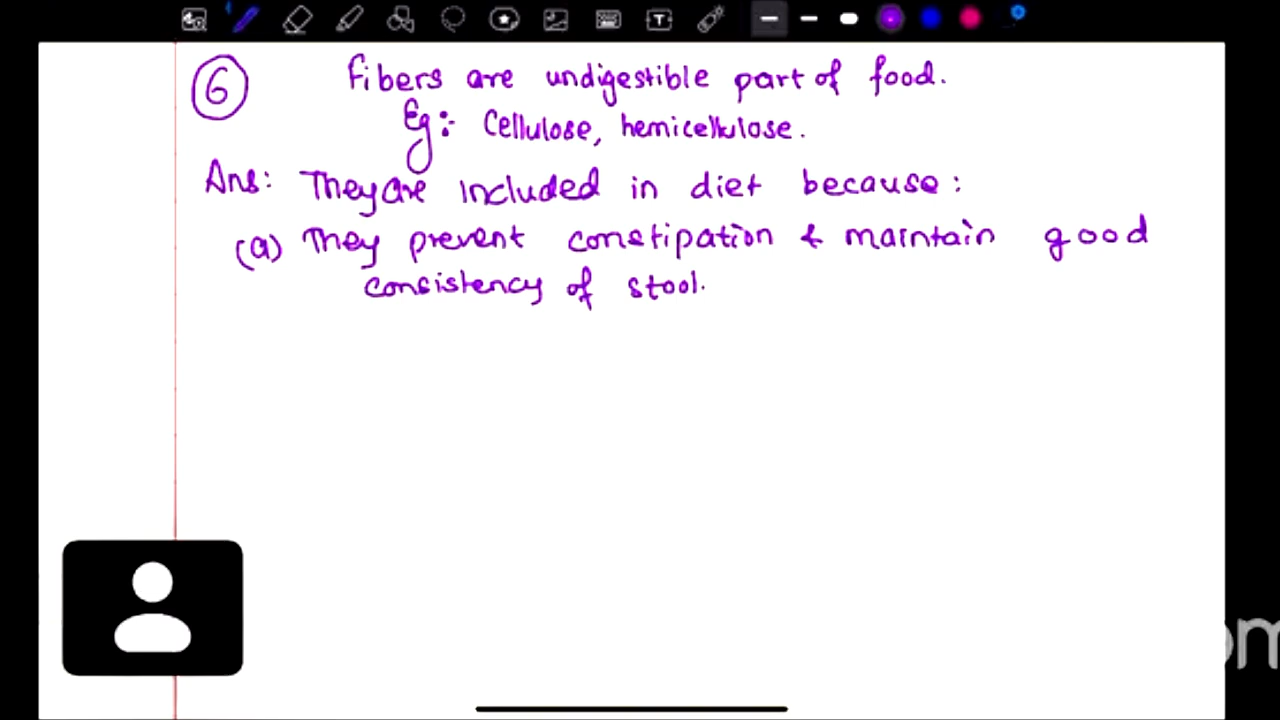 6 Fibers are undigestible part of food.
Eg: Cellulose, hemicellulose.
Ans: They are included in diet because:
(a) They prevent constipation & maintain good
consistency of stool.
om